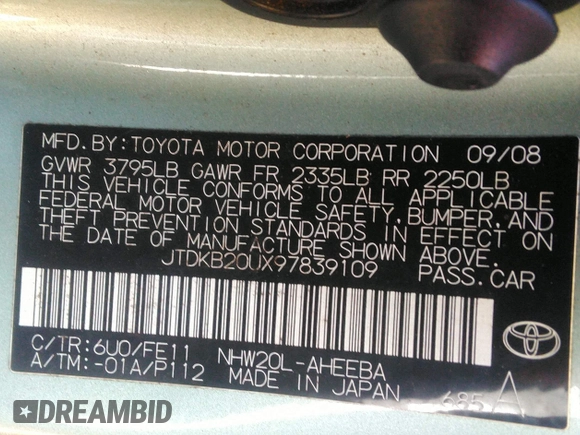 MFD. BY: TOYOTA MOTOR CORPORATION 09/08
GVWR 3795LB GAWR FR 2335LB RR 2250LB
THIS VEHICLE CONFORMS TO ALL APPLICABLE
FEDERAL MOTOR VEHICLE SAFETY, BUMPER, AND
THEFT PREVENTION STANDARDS IN EFFECT ON
THE DATE OF MANUFACTURE SHOWN ABOVE.
JTDKB20UX97839109 PASS. CAR
C/TR: 6U0/FE11 NHW20L-AHEEBA
A/TM: -01A/P112 MADE IN JAPAN 685 A
DREAMBID